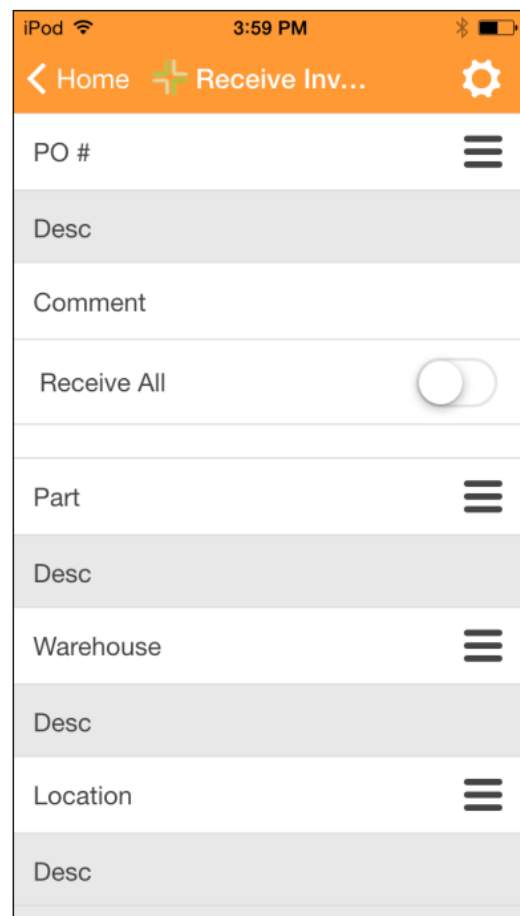 iPod 3:59 PM
Home Receive Inv...
PO #
Desc
Comment
Receive All
Part
Desc
Warehouse
Desc
Location
Desc